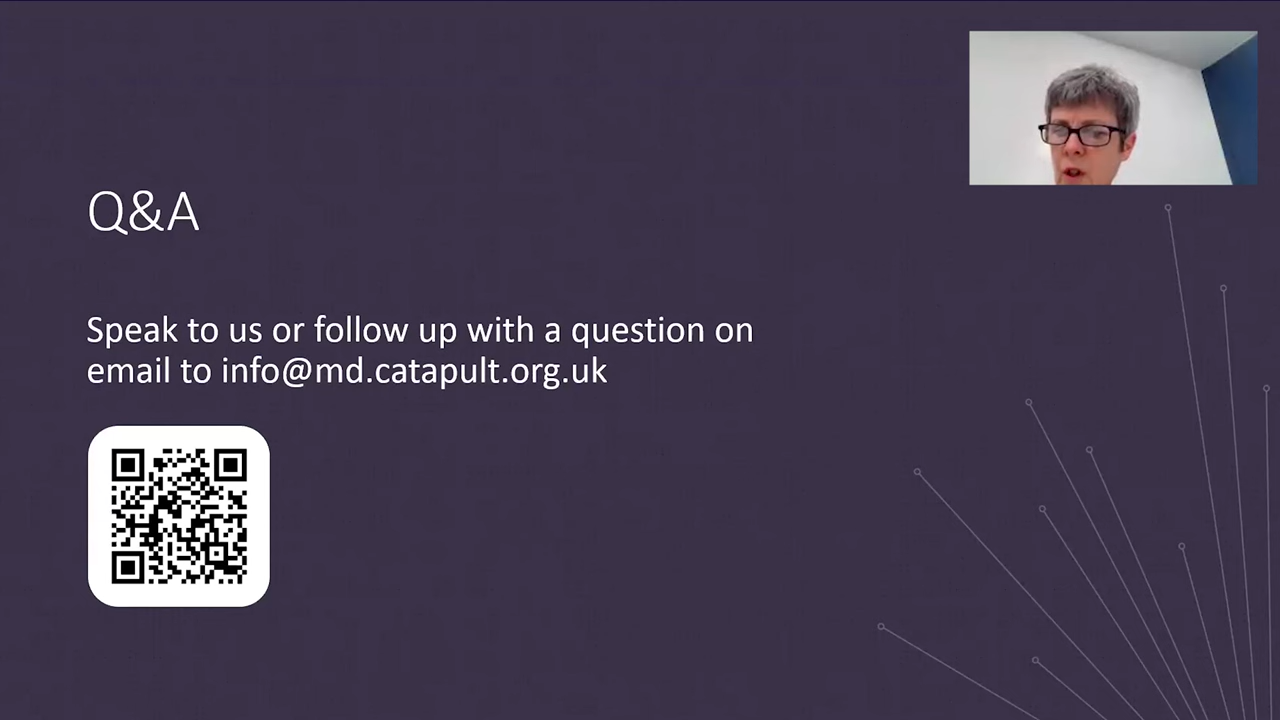 Q&A
Speak to us or follow up with a question on
email to info@md.catapult.org.uk